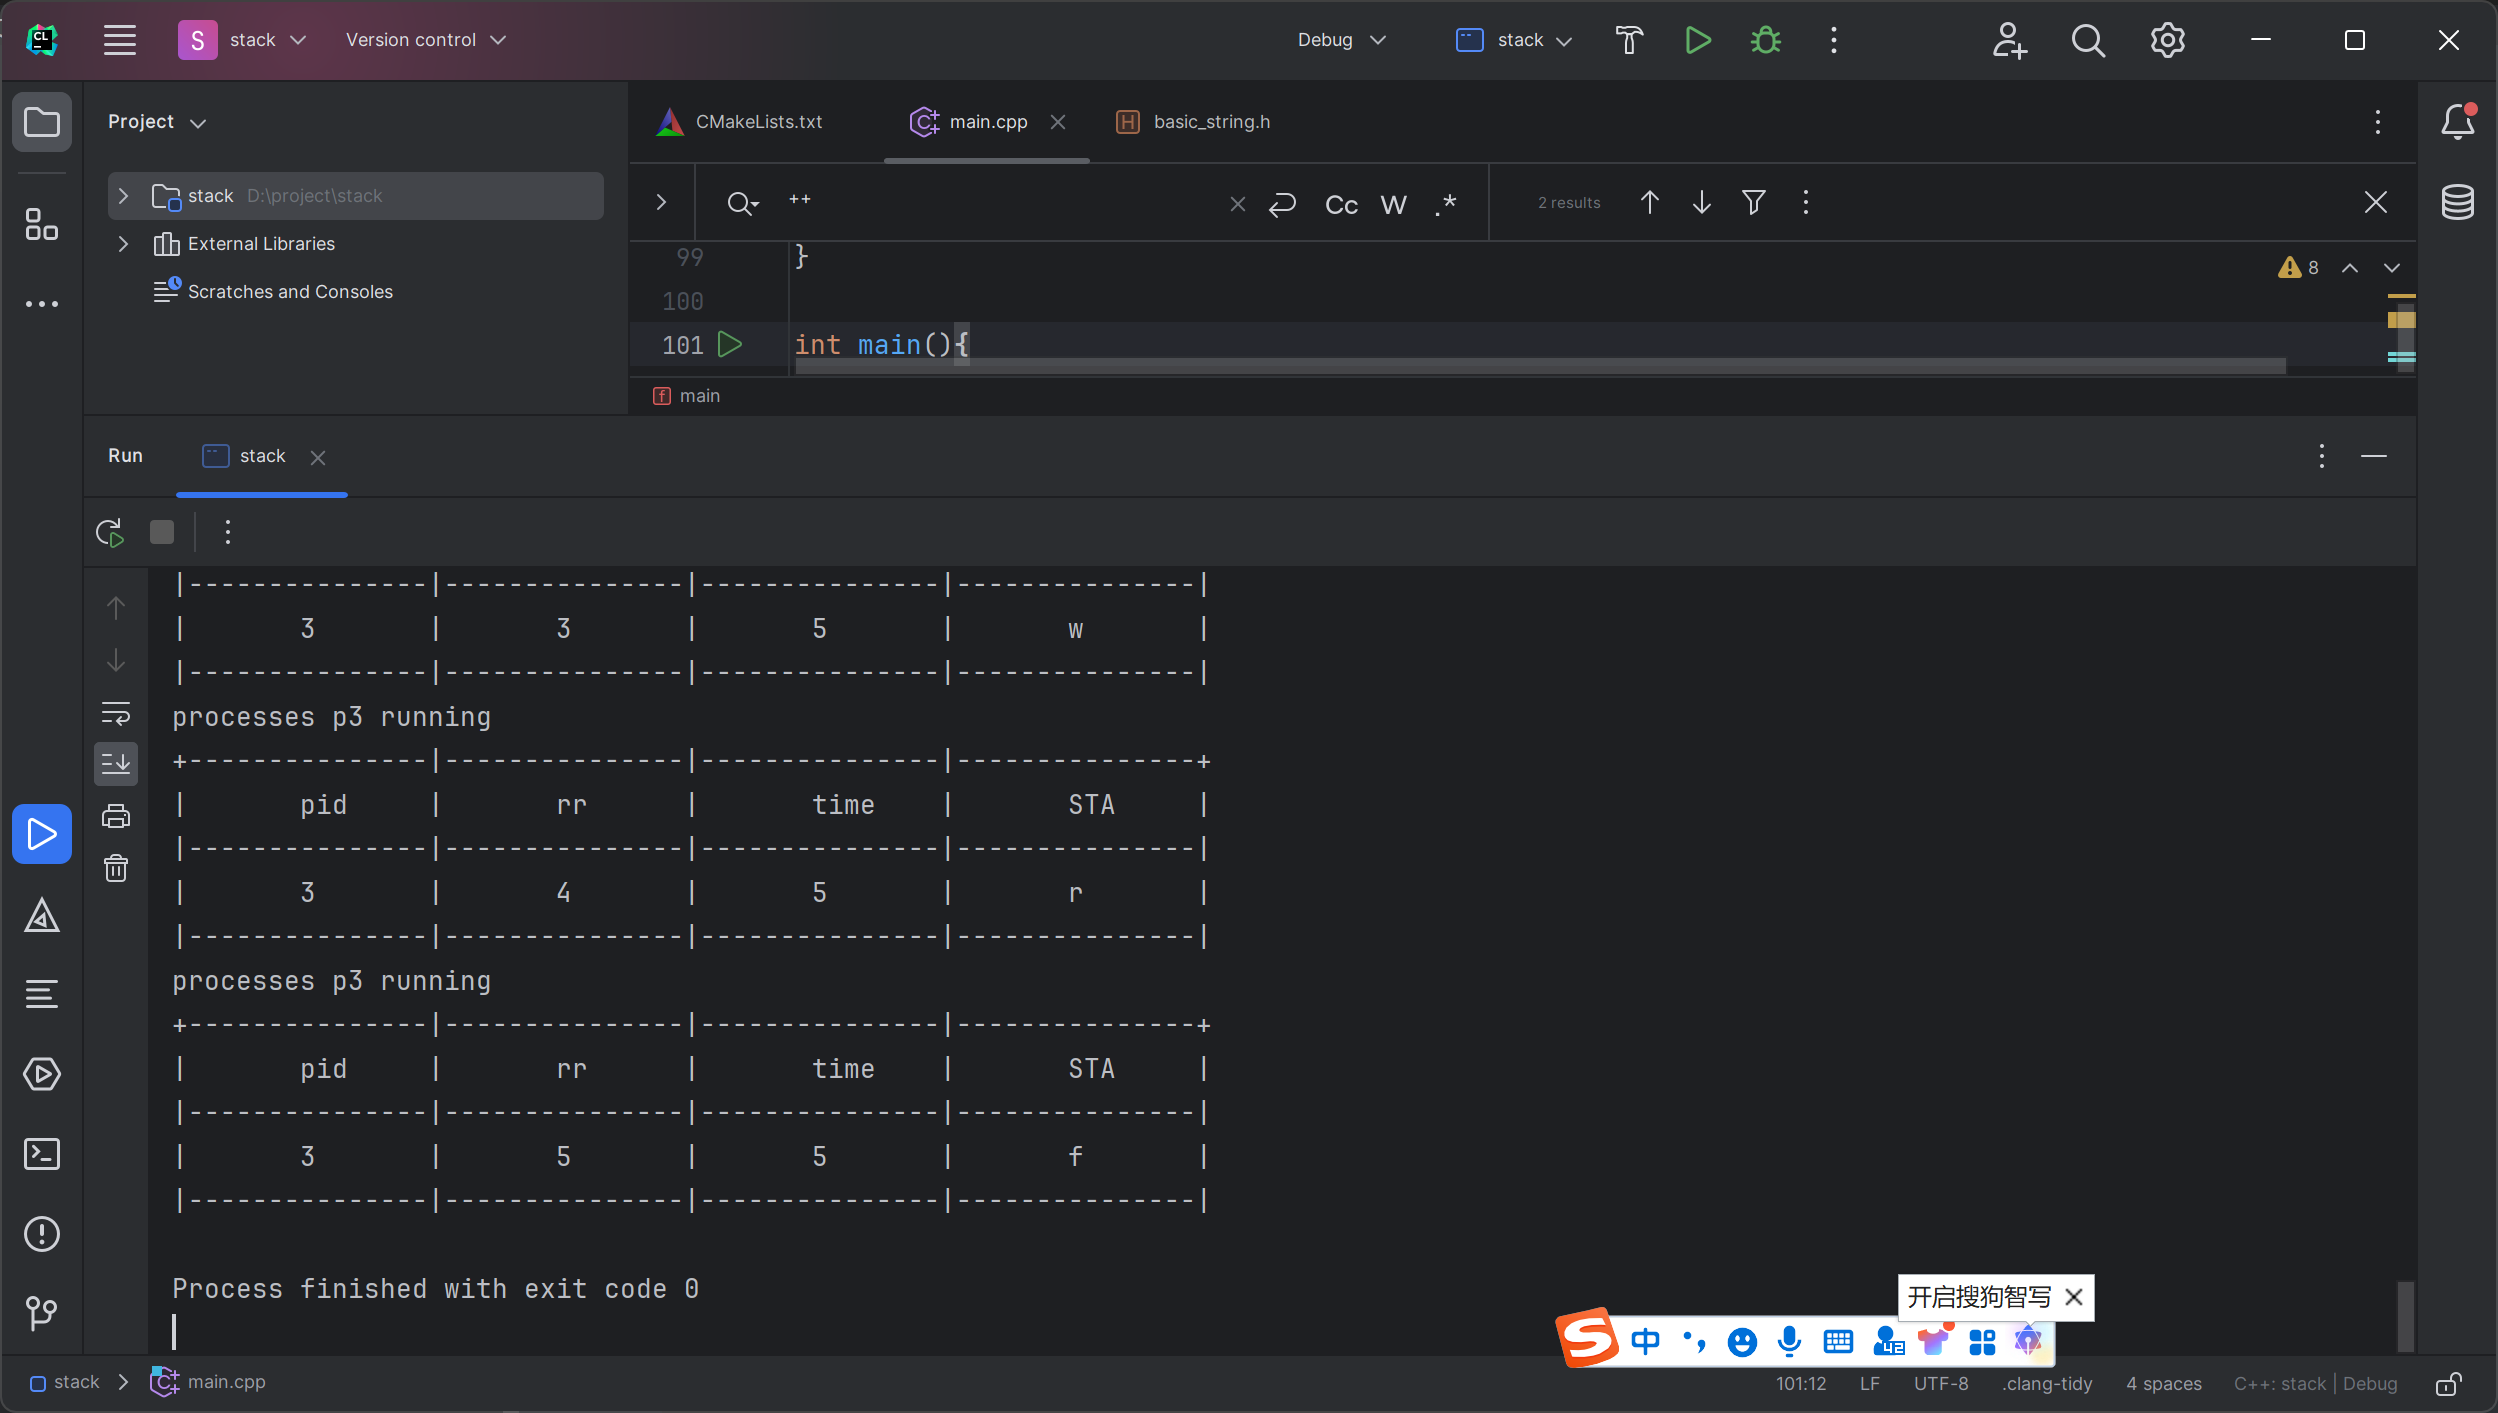 CL
S stack Version control Debug stack
Project
stack D:\project\stack
External Libraries
Scratches and Consoles
CMakeLists.txt main.cpp H basic_string.h
++ Cc W .* 2 results
99 }
100
101 int main(){
8
f main
Run stack
|---------------|---------------|---------------|---------------|
| 3 | 3 | 5 | w |
|---------------|---------------|---------------|---------------|
processes p3 running
+---------------|---------------|---------------|---------------+
| pid | rr | time | STA |
|---------------|---------------|---------------|---------------|
| 3 | 4 | 5 | r |
|---------------|---------------|---------------|---------------|
processes p3 running
+---------------|---------------|---------------|---------------+
| pid | rr | time | STA |
|---------------|---------------|---------------|---------------|
| 3 | 5 | 5 | f |
|---------------|---------------|---------------|---------------|
Process finished with exit code 0
开启搜狗智写
S 中 42
stack main.cpp 101:12 LF UTF-8 .clang-tidy 4 spaces C++: stack | Debug